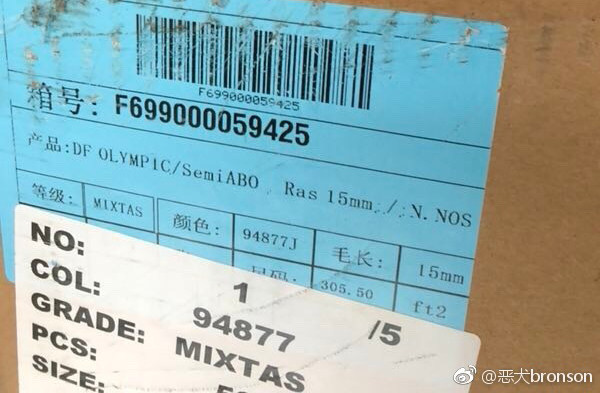 F699000059425
箱号: F699000059425
产品:DF OLYMPIC/SemiABO Ras 15mm / N.NOS
等级: MIXTAS 颜色: 94877J 毛长: 15mm
尺码: 305.50 ft2
NO: 1 /5
COL: 94877
GRADE: MIXTAS
PCS:
SIZE:
@恶犬bronson